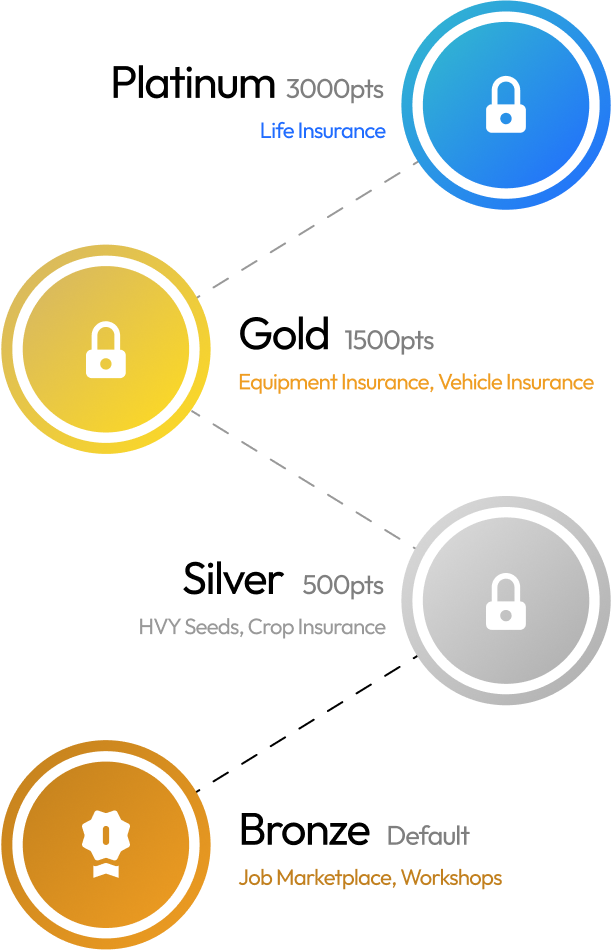 Platinum 3000pts
Life Insurance
Gold 1500pts
Equipment Insurance, Vehicle Insurance
Silver 500pts
HVY Seeds, Crop Insurance
Bronze Default
Job Marketplace, Workshops